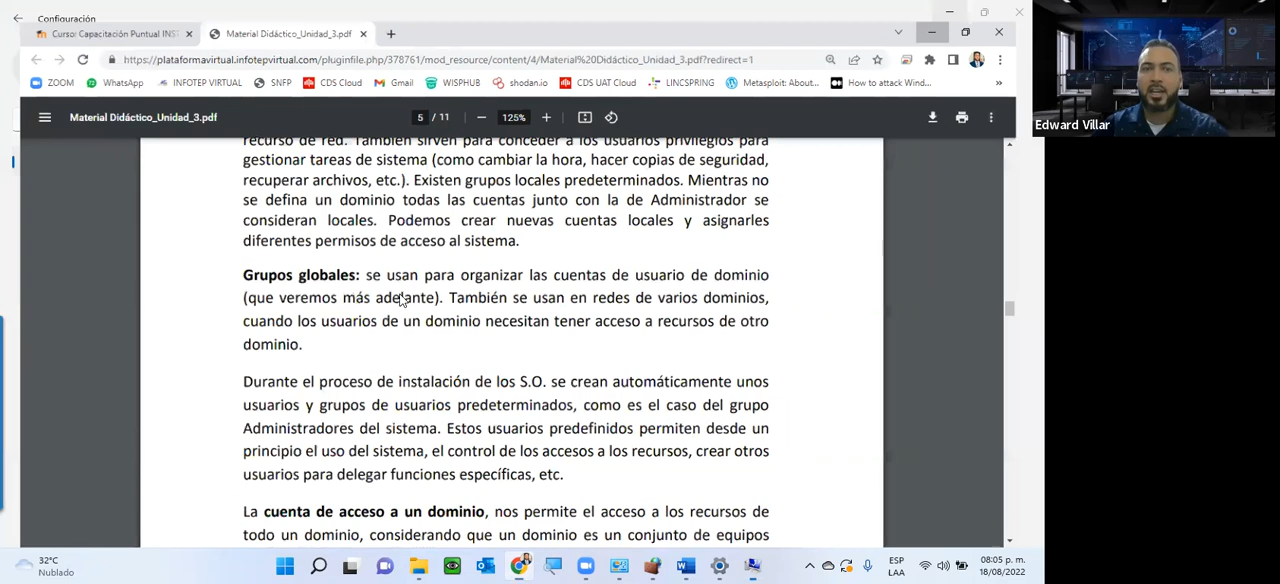 Configuración
Curso: Capacitación Puntual INST
Material Didáctico_Unidad_3.pdf
https://plataformavirtual.infotepvirtual.com/pluginfile.php/378761/mod_resource/content/4/Material%20Didáctico_Unidad_3.pdf?redirect=1
ZOOM WhatsApp INFOTEP VIRTUAL SNFP CDS Cloud Gmail WISPHUB shodan.io CDS UAT Cloud LINCSPRING Metasploit: About... How to attack Wind... »
Material Didáctico_Unidad_3.pdf 5 / 11 125%
recurso de red. También sirven para conceder a los usuarios privilegios para
gestionar tareas de sistema (como cambiar la hora, hacer copias de seguridad,
recuperar archivos, etc.). Existen grupos locales predeterminados. Mientras no
se defina un dominio todas las cuentas junto con la de Administrador se
consideran locales. Podemos crear nuevas cuentas locales y asignarles
diferentes permisos de acceso al sistema.
Grupos globales: se usan para organizar las cuentas de usuario de dominio
(que veremos más adelante). También se usan en redes de varios dominios,
cuando los usuarios de un dominio necesitan tener acceso a recursos de otro
dominio.
Durante el proceso de instalación de los S.O. se crean automáticamente unos
usuarios y grupos de usuarios predeterminados, como es el caso del grupo
Administradores del sistema. Estos usuarios predefinidos permiten desde un
principio el uso del sistema, el control de los accesos a los recursos, crear otros
usuarios para delegar funciones específicas, etc.
La cuenta de acceso a un dominio, nos permite el acceso a los recursos de
todo un dominio, considerando que un dominio es un conjunto de equipos
Edward Villar
32°C
Nublado
ESP
LAA
08:05 p. m.
18/08/2022